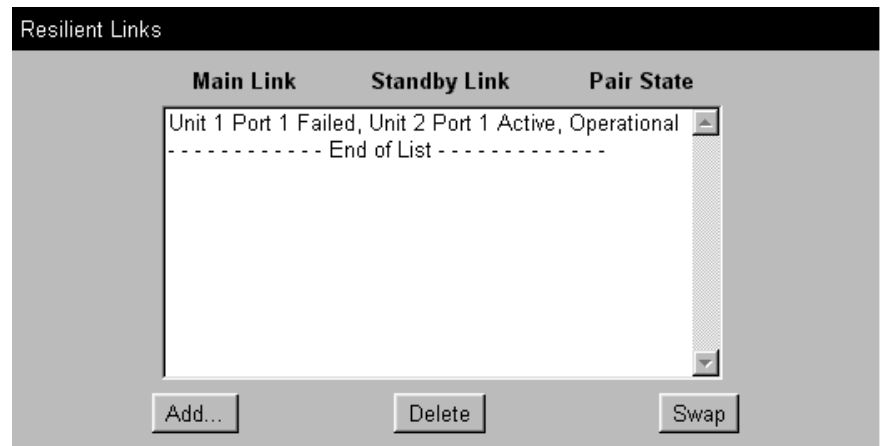 Resilient Links
Main Link Standby Link Pair State
Unit 1 Port 1 Failed, Unit 2 Port 1 Active, Operational
- - - - - - - - - - - - End of List - - - - - - - - - - - - -
Add... Delete Swap